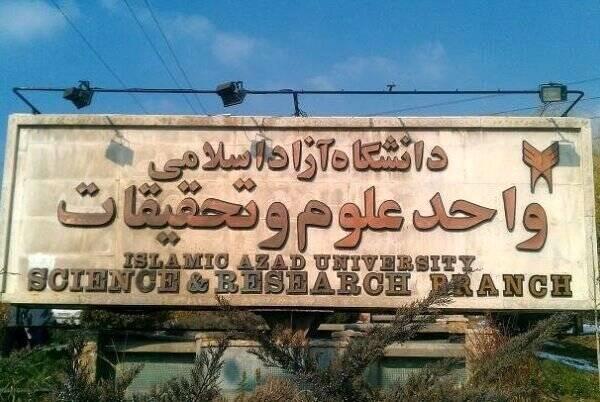 دانشگاه آزاد اسلامی
واحد علوم و تحقیقات
ISLAMIC AZAD UNIVERSITY
SCIENCE & RESEARCH BRANCH